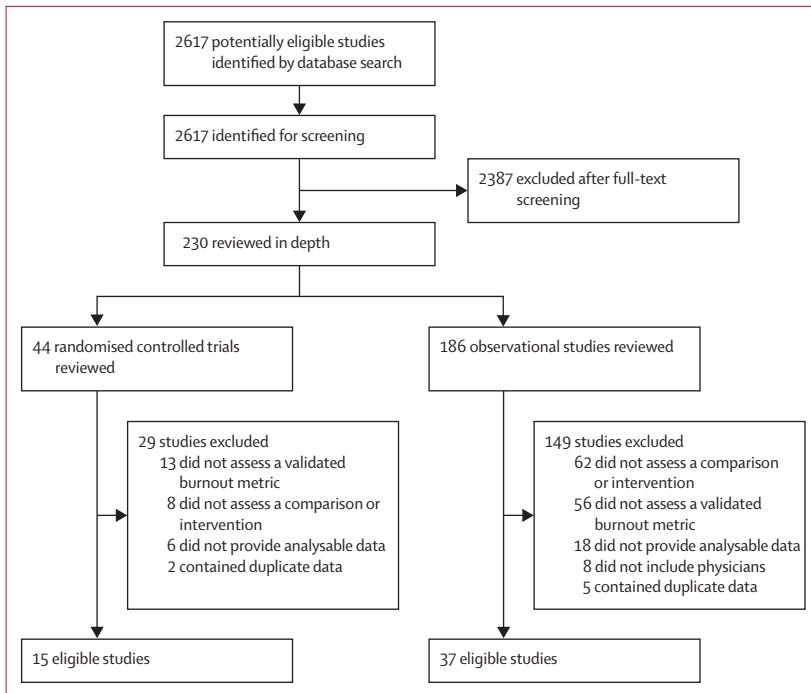 2617 potentially eligible studies
identified by database search
2617 identified for screening
2387 excluded after full-text
screening
230 reviewed in depth
44 randomised controlled trials
reviewed
186 observational studies reviewed
29 studies excluded
13 did not assess a validated
burnout metric
8 did not assess a comparison or
intervention
6 did not provide analysable data
2 contained duplicate data
149 studies excluded
62 did not assess a comparison
or intervention
56 did not assess a validated
burnout metric
18 did not provide analysable data
8 did not include physicians
5 contained duplicate data
15 eligible studies
37 eligible studies